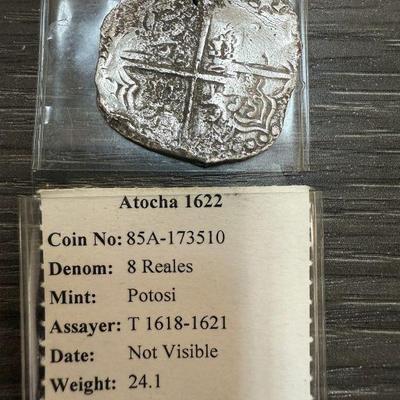 Atocha 1622
Coin No: 85A-173510
Denom: 8 Reales
Mint: Potosi
Assayer: T 1618-1621
Date: Not Visible
Weight: 24.1